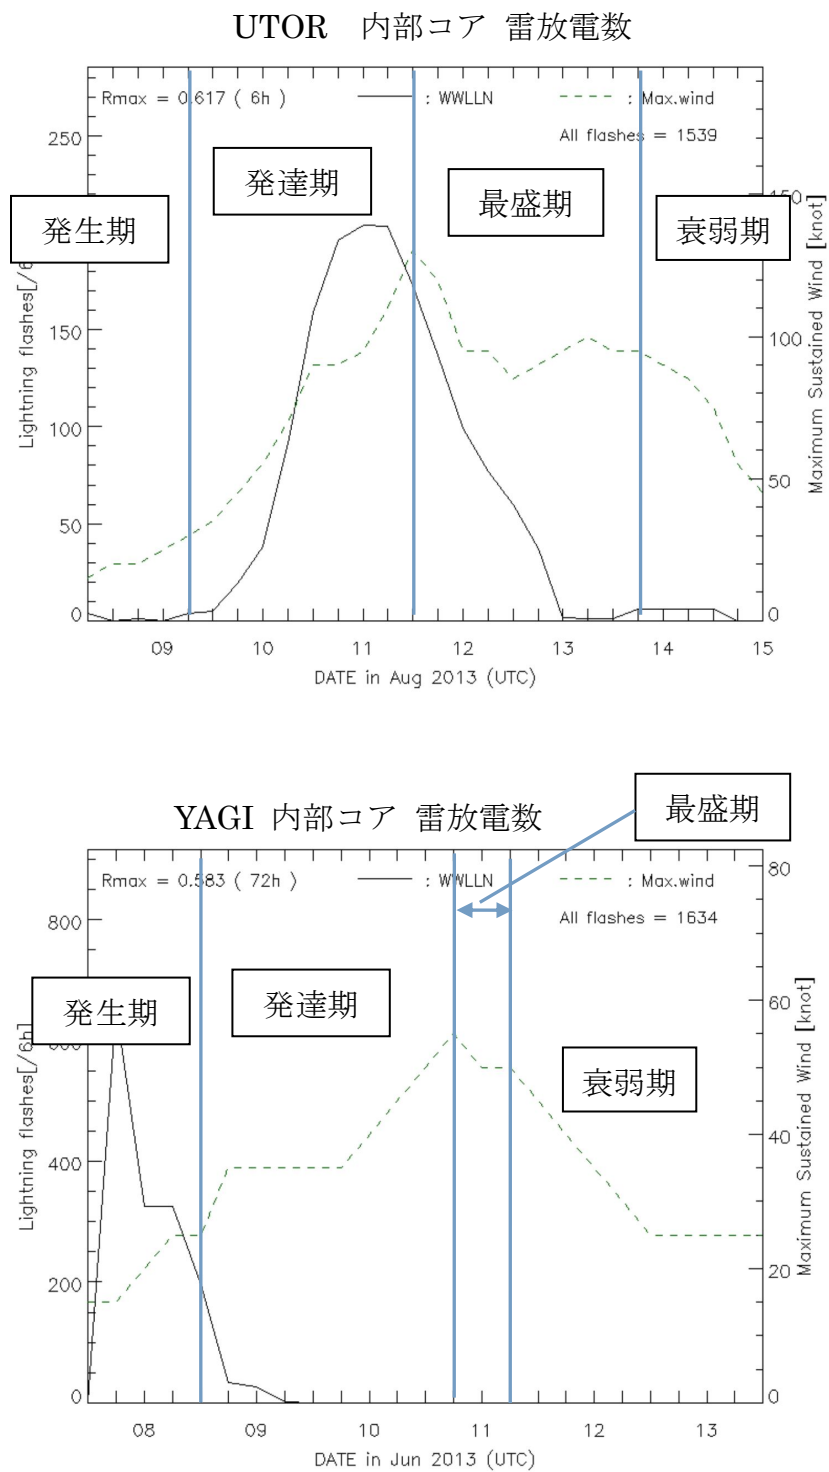 UTOR 内部コア 雷放電数
Rmax = 0.617 ( 6h )
: WWLLN
: Max.wind
All flashes = 1539
発生期
発達期
最盛期
衰弱期
250
150
100
50
0
150
100
50
0
Lightning flashes[/6
Maximum Sustained Wind [knot]
09 10 11 12 13 14 15
DATE in Aug 2013 (UTC)
YAGI 内部コア 雷放電数
最盛期
Rmax = 0.583 ( 72h )
: WWLLN
: Max.wind
All flashes = 1634
発生期
発達期
衰弱期
800
600
400
200
0
80
60
40
20
0
Lightning flashes[/6h]
Maximum Sustained Wind [knot]
08 09 10 11 12 13
DATE in Jun 2013 (UTC)